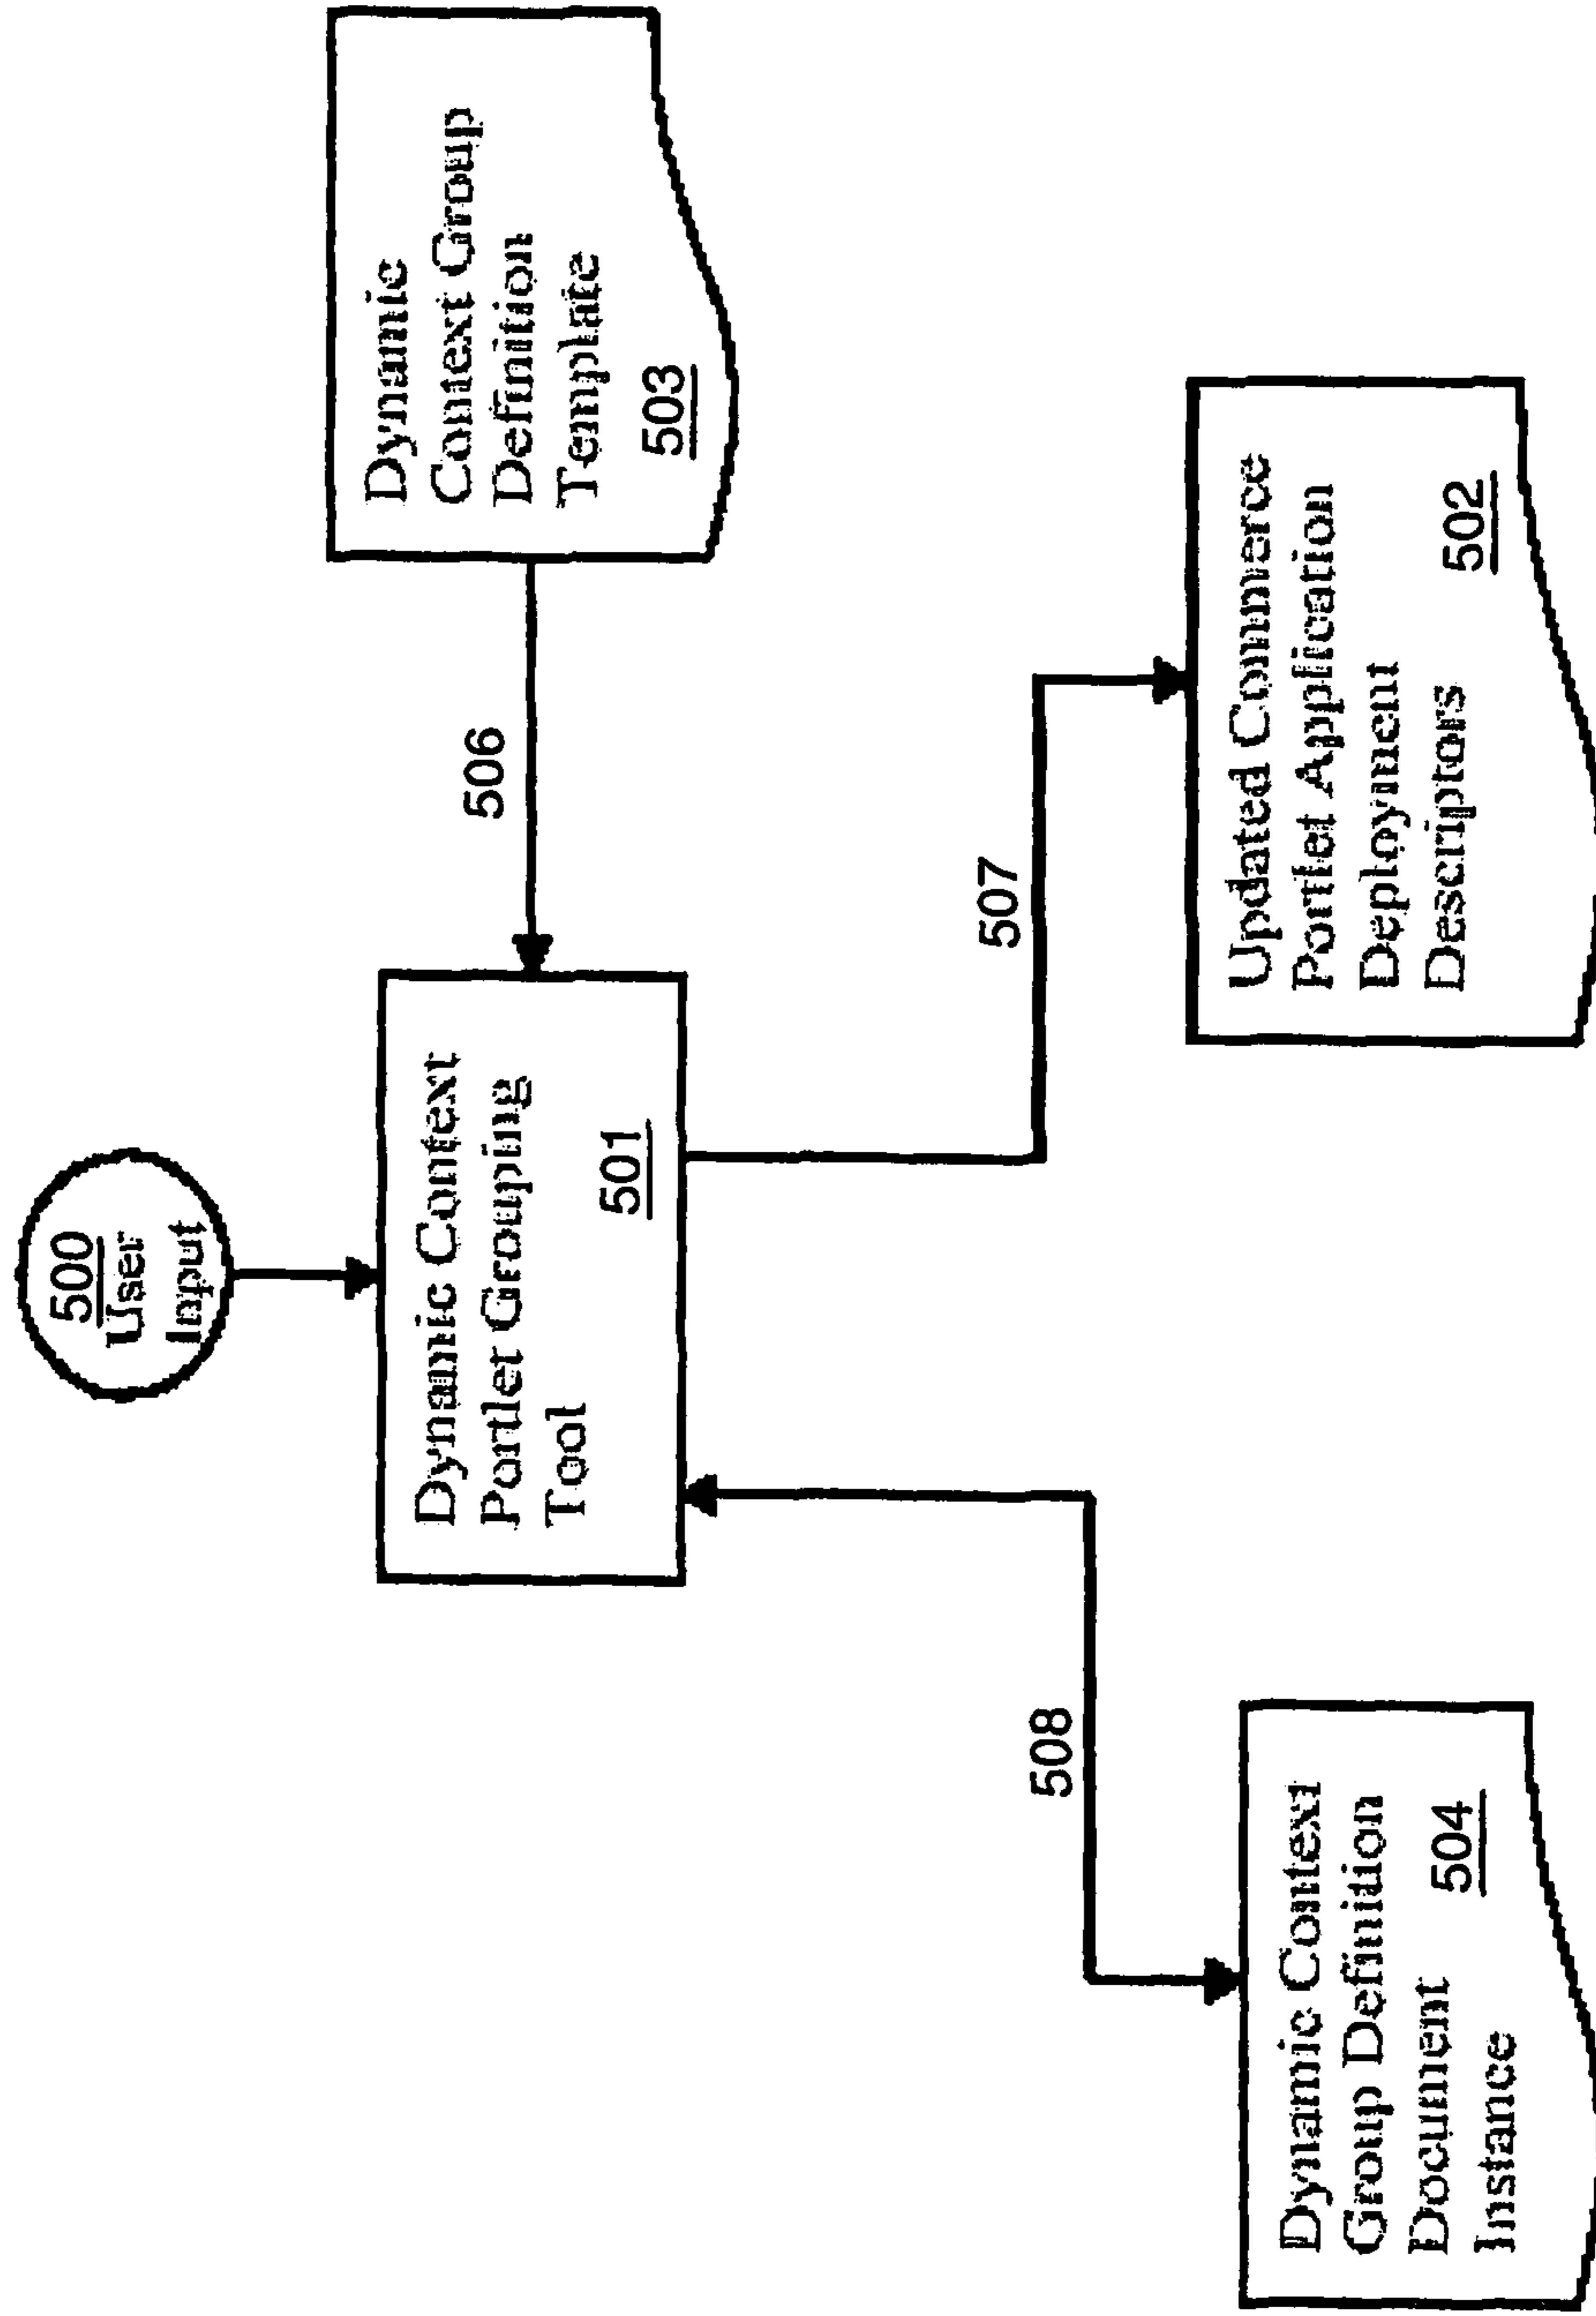 500
User
Input
Dynamic Context
Portlet Grouping
Tool
501
Dynamic
Context Group
Definition
Template
503
506
507
508
Updated Commerce
Portlet Application
Deployment
Descriptors
502
Dynamic Context
Group Definition
Document
Instance
504